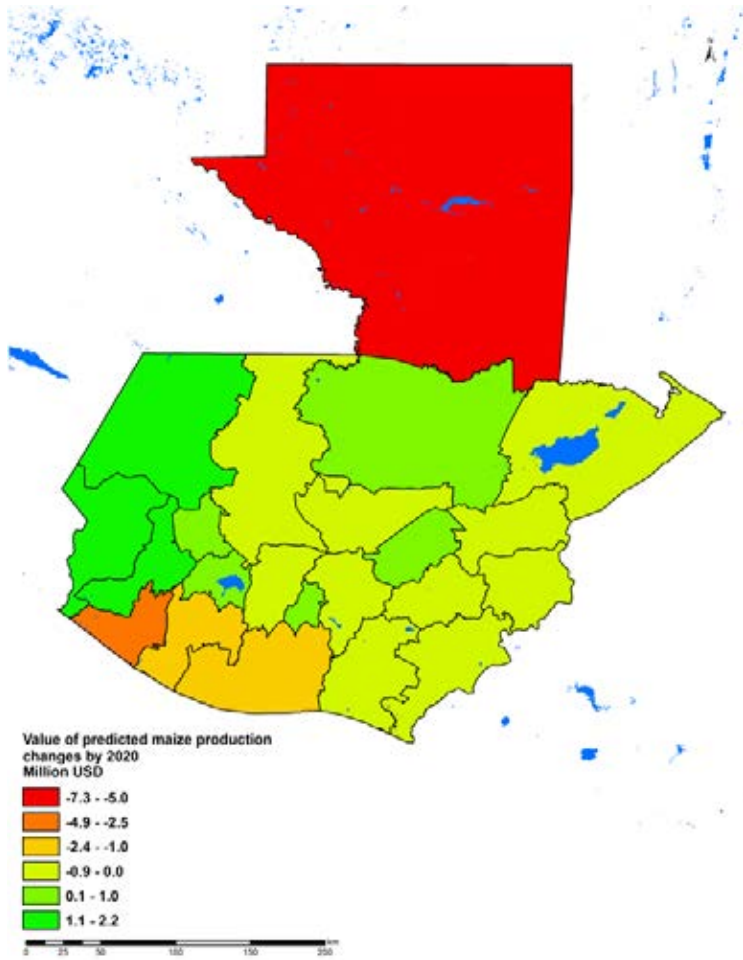 N
Value of predicted maize production
changes by 2020
Million USD
-7.3 - -5.0
-4.9 - -2.5
-2.4 - -1.0
-0.9 - 0.0
0.1 - 1.0
1.1 - 2.2
km
0 25 50 100 150 200